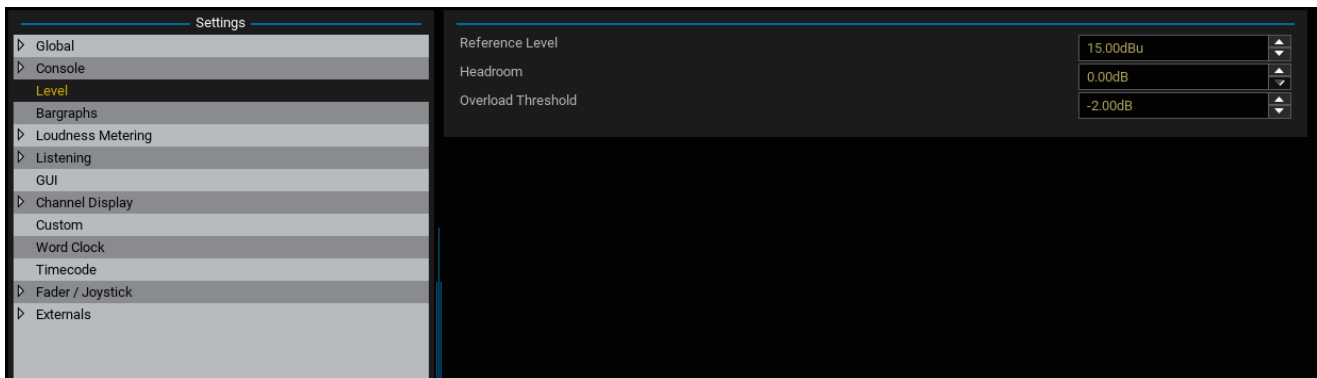 Settings
Global
Console
Level
Bargraphs
Loudness Metering
Listening
GUI
Channel Display
Custom
Word Clock
Timecode
Fader / Joystick
Externals
Reference Level 15.00dBu
Headroom 0.00dB
Overload Threshold -2.00dB